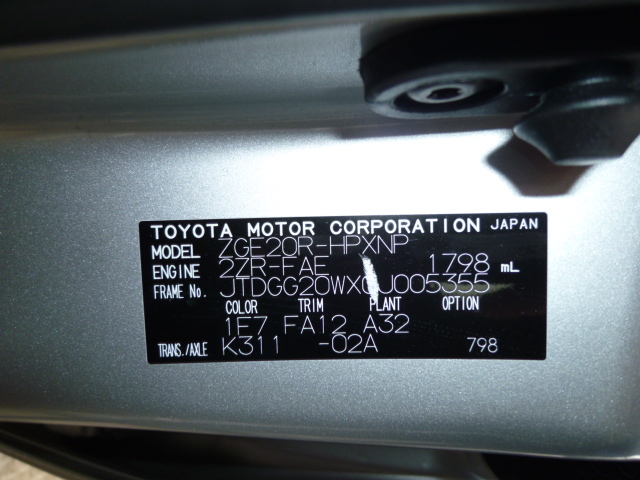 TOYOTA MOTOR CORPORATION JAPAN
MODEL ZGE20R-HPXNP
ENGINE 2ZR-FAE 1798 mL
FRAME No.
COLOR TRIM PLANT OPTION
1E7 FA12 A32
TRANS./AXLE K311 -02A 798